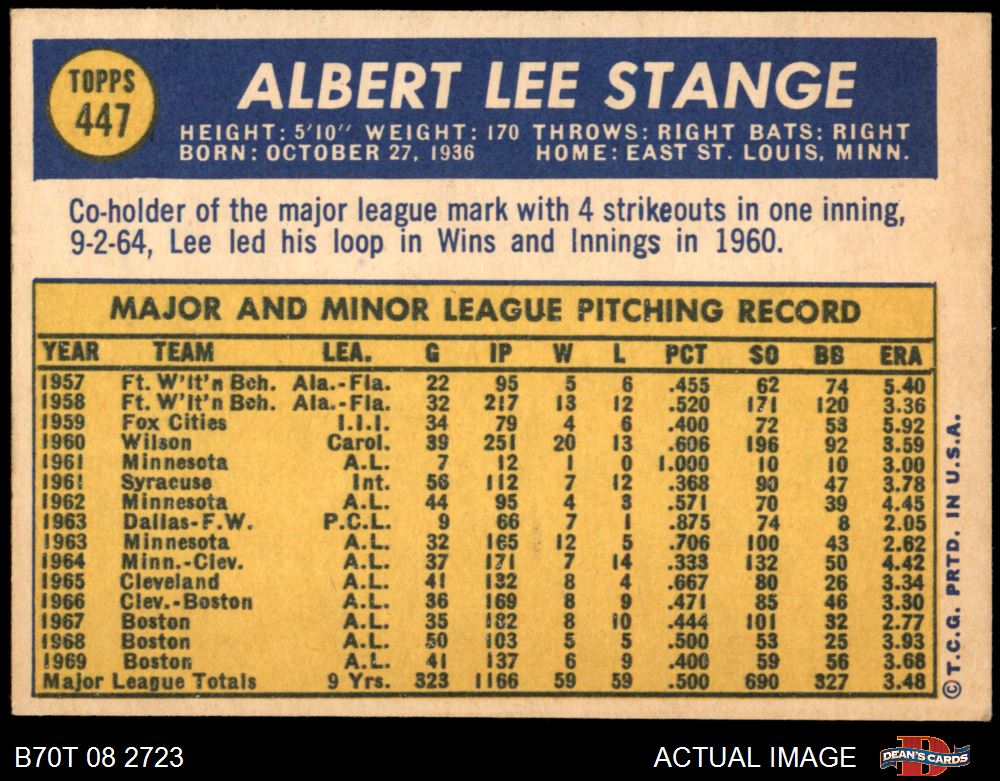 TOPPS
447
ALBERT LEE STANGE
HEIGHT: 5'10" WEIGHT: 170 THROWS: RIGHT BATS: RIGHT
BORN: OCTOBER 27, 1936 HOME: EAST ST. LOUIS, MINN.
Co-holder of the major league mark with 4 strikeouts in one inning,
9-2-64, Lee led his loop in Wins and Innings in 1960.
MAJOR AND MINOR LEAGUE PITCHING RECORD
YEAR TEAM LEA. G IP W L PCT SO BB ERA
1957 Ft. W'lt'n Bch. Ala.-Fla. 22 95 5 6 .455 62 74 5.40
1958 Ft. W'lt'n Bch. Ala.-Fla. 32 217 13 12 .520 171 120 3.36
1959 Fox Cities I.I.I. 34 79 4 6 .400 72 53 5.92
1960 Wilson Carol. 39 251 20 13 .606 196 92 3.59
1961 Minnesota A.L. 7 12 1 0 1.000 10 10 3.00
1961 Syracuse Int. 56 112 7 12 .368 90 47 3.78
1962 Minnesota A.L. 44 95 4 3 .571 70 39 4.45
1963 Dallas-F.W. P.C.L. 9 66 7 1 .875 74 8 2.05
1963 Minnesota A.L. 32 165 12 5 .706 100 43 2.62
1964 Minn.-Clev. A.L. 37 171 7 14 .333 132 50 4.42
1965 Cleveland A.L. 41 132 8 4 .667 80 26 3.34
1966 Clev.-Boston A.L. 36 169 8 9 .471 85 46 3.30
1967 Boston A.L. 35 182 8 10 .444 101 32 2.77
1968 Boston A.L. 50 103 5 5 .500 53 25 3.93
1969 Boston A.L. 41 137 6 9 .400 59 56 3.68
Major League Totals 9 Yrs. 323 1166 59 59 .500 690 327 3.48
© T.C.G. PRTD. IN U.S.A.
B70T 08 2723 ACTUAL IMAGE
DEAN'S CARDS